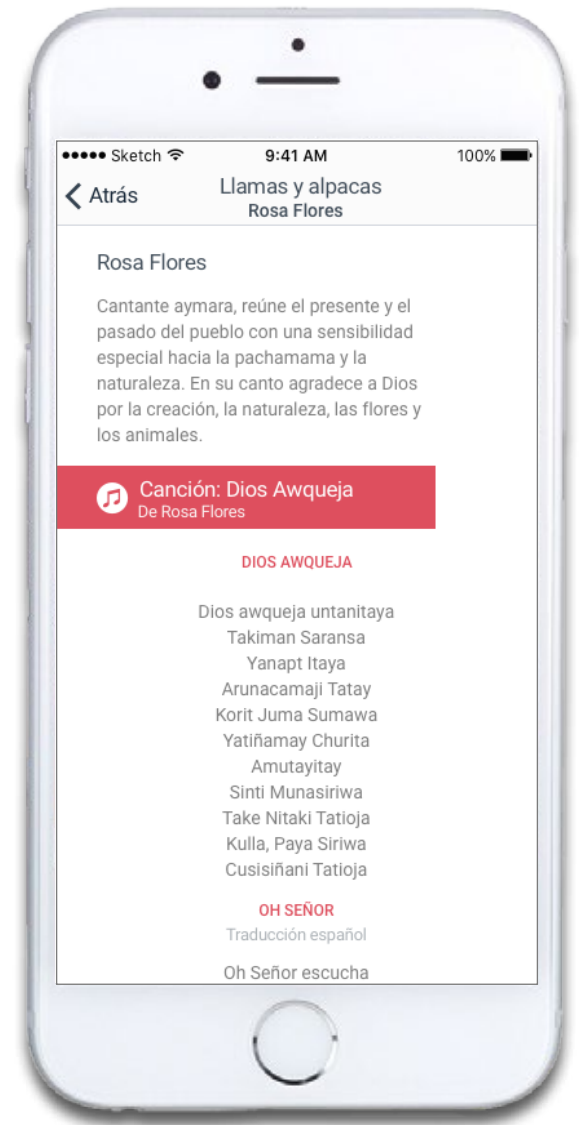 Sketch 9:41 AM 100%
Atrás Llamas y alpacas
Rosa Flores
Rosa Flores
Cantante aymara, reúne el presente y el
pasado del pueblo con una sensibilidad
especial hacia la pachamama y la
naturaleza. En su canto agradece a Dios
por la creación, la naturaleza, las flores y
los animales.
Canción: Dios Awqueja
De Rosa Flores
DIOS AWQUEJA
Dios awqueja untanitaya
Takiman Saransa
Yanapt Itaya
Arunacamaji Tatay
Korit Juma Sumawa
Yatiñamay Churita
Amutayitay
Sinti Munasiriwa
Take Nitaki Tatioja
Kulla, Paya Siriwa
Cusisiñani Tatioja
OH SEÑOR
Traducción español
Oh Señor escucha